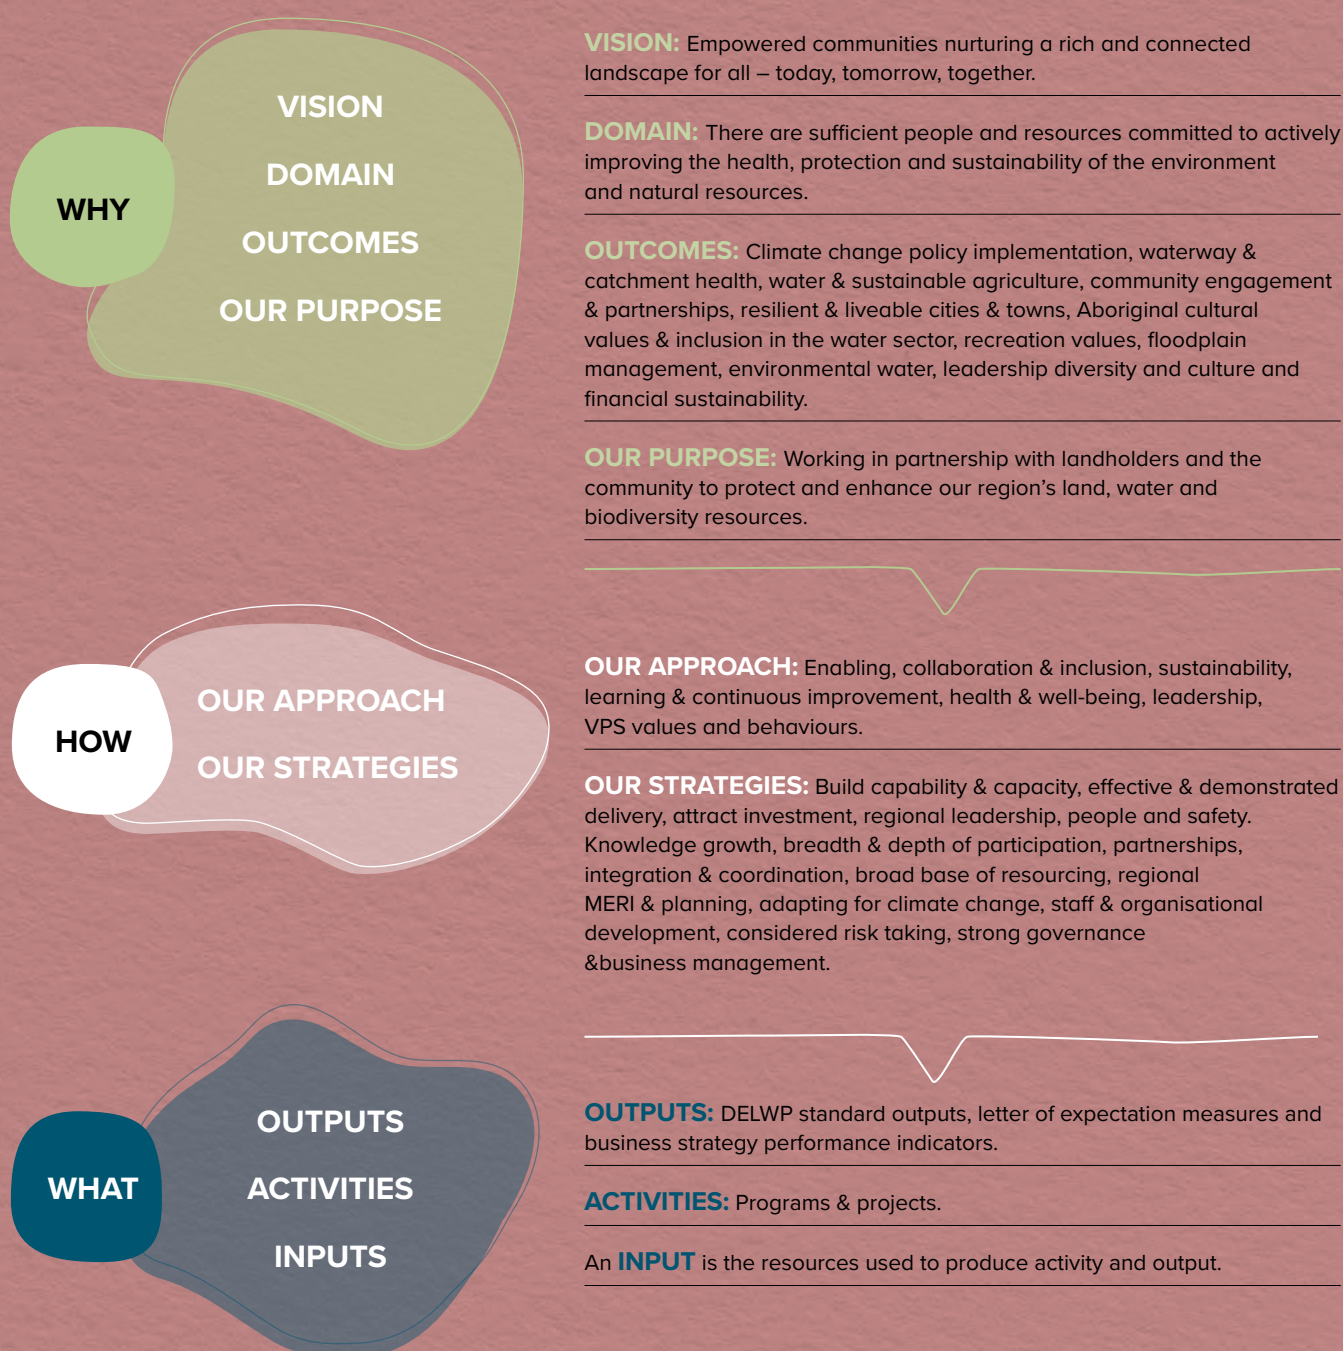 WHY
VISION
DOMAIN
OUTCOMES
OUR PURPOSE
VISION: Empowered communities nurturing a rich and connected
landscape for all – today, tomorrow, together.
DOMAIN: There are sufficient people and resources committed to actively
improving the health, protection and sustainability of the environment
and natural resources.
OUTCOMES: Climate change policy implementation, waterway &
catchment health, water & sustainable agriculture, community engagement
& partnerships, resilient & liveable cities & towns, Aboriginal cultural
values & inclusion in the water sector, recreation values, floodplain
management, environmental water, leadership diversity and culture and
financial sustainability.
OUR PURPOSE: Working in partnership with landholders and the
community to protect and enhance our region’s land, water and
biodiversity resources.
HOW
OUR APPROACH
OUR STRATEGIES
OUR APPROACH: Enabling, collaboration & inclusion, sustainability,
learning & continuous improvement, health & well-being, leadership,
VPS values and behaviours.
OUR STRATEGIES: Build capability & capacity, effective & demonstrated
delivery, attract investment, regional leadership, people and safety.
Knowledge growth, breadth & depth of participation, partnerships,
integration & coordination, broad base of resourcing, regional
MERI & planning, adapting for climate change, staff & organisational
development, considered risk taking, strong governance
&business management.
WHAT
OUTPUTS
ACTIVITIES
INPUTS
OUTPUTS: DELWP standard outputs, letter of expectation measures and
business strategy performance indicators.
ACTIVITIES: Programs & projects.
An INPUT is the resources used to produce activity and output.